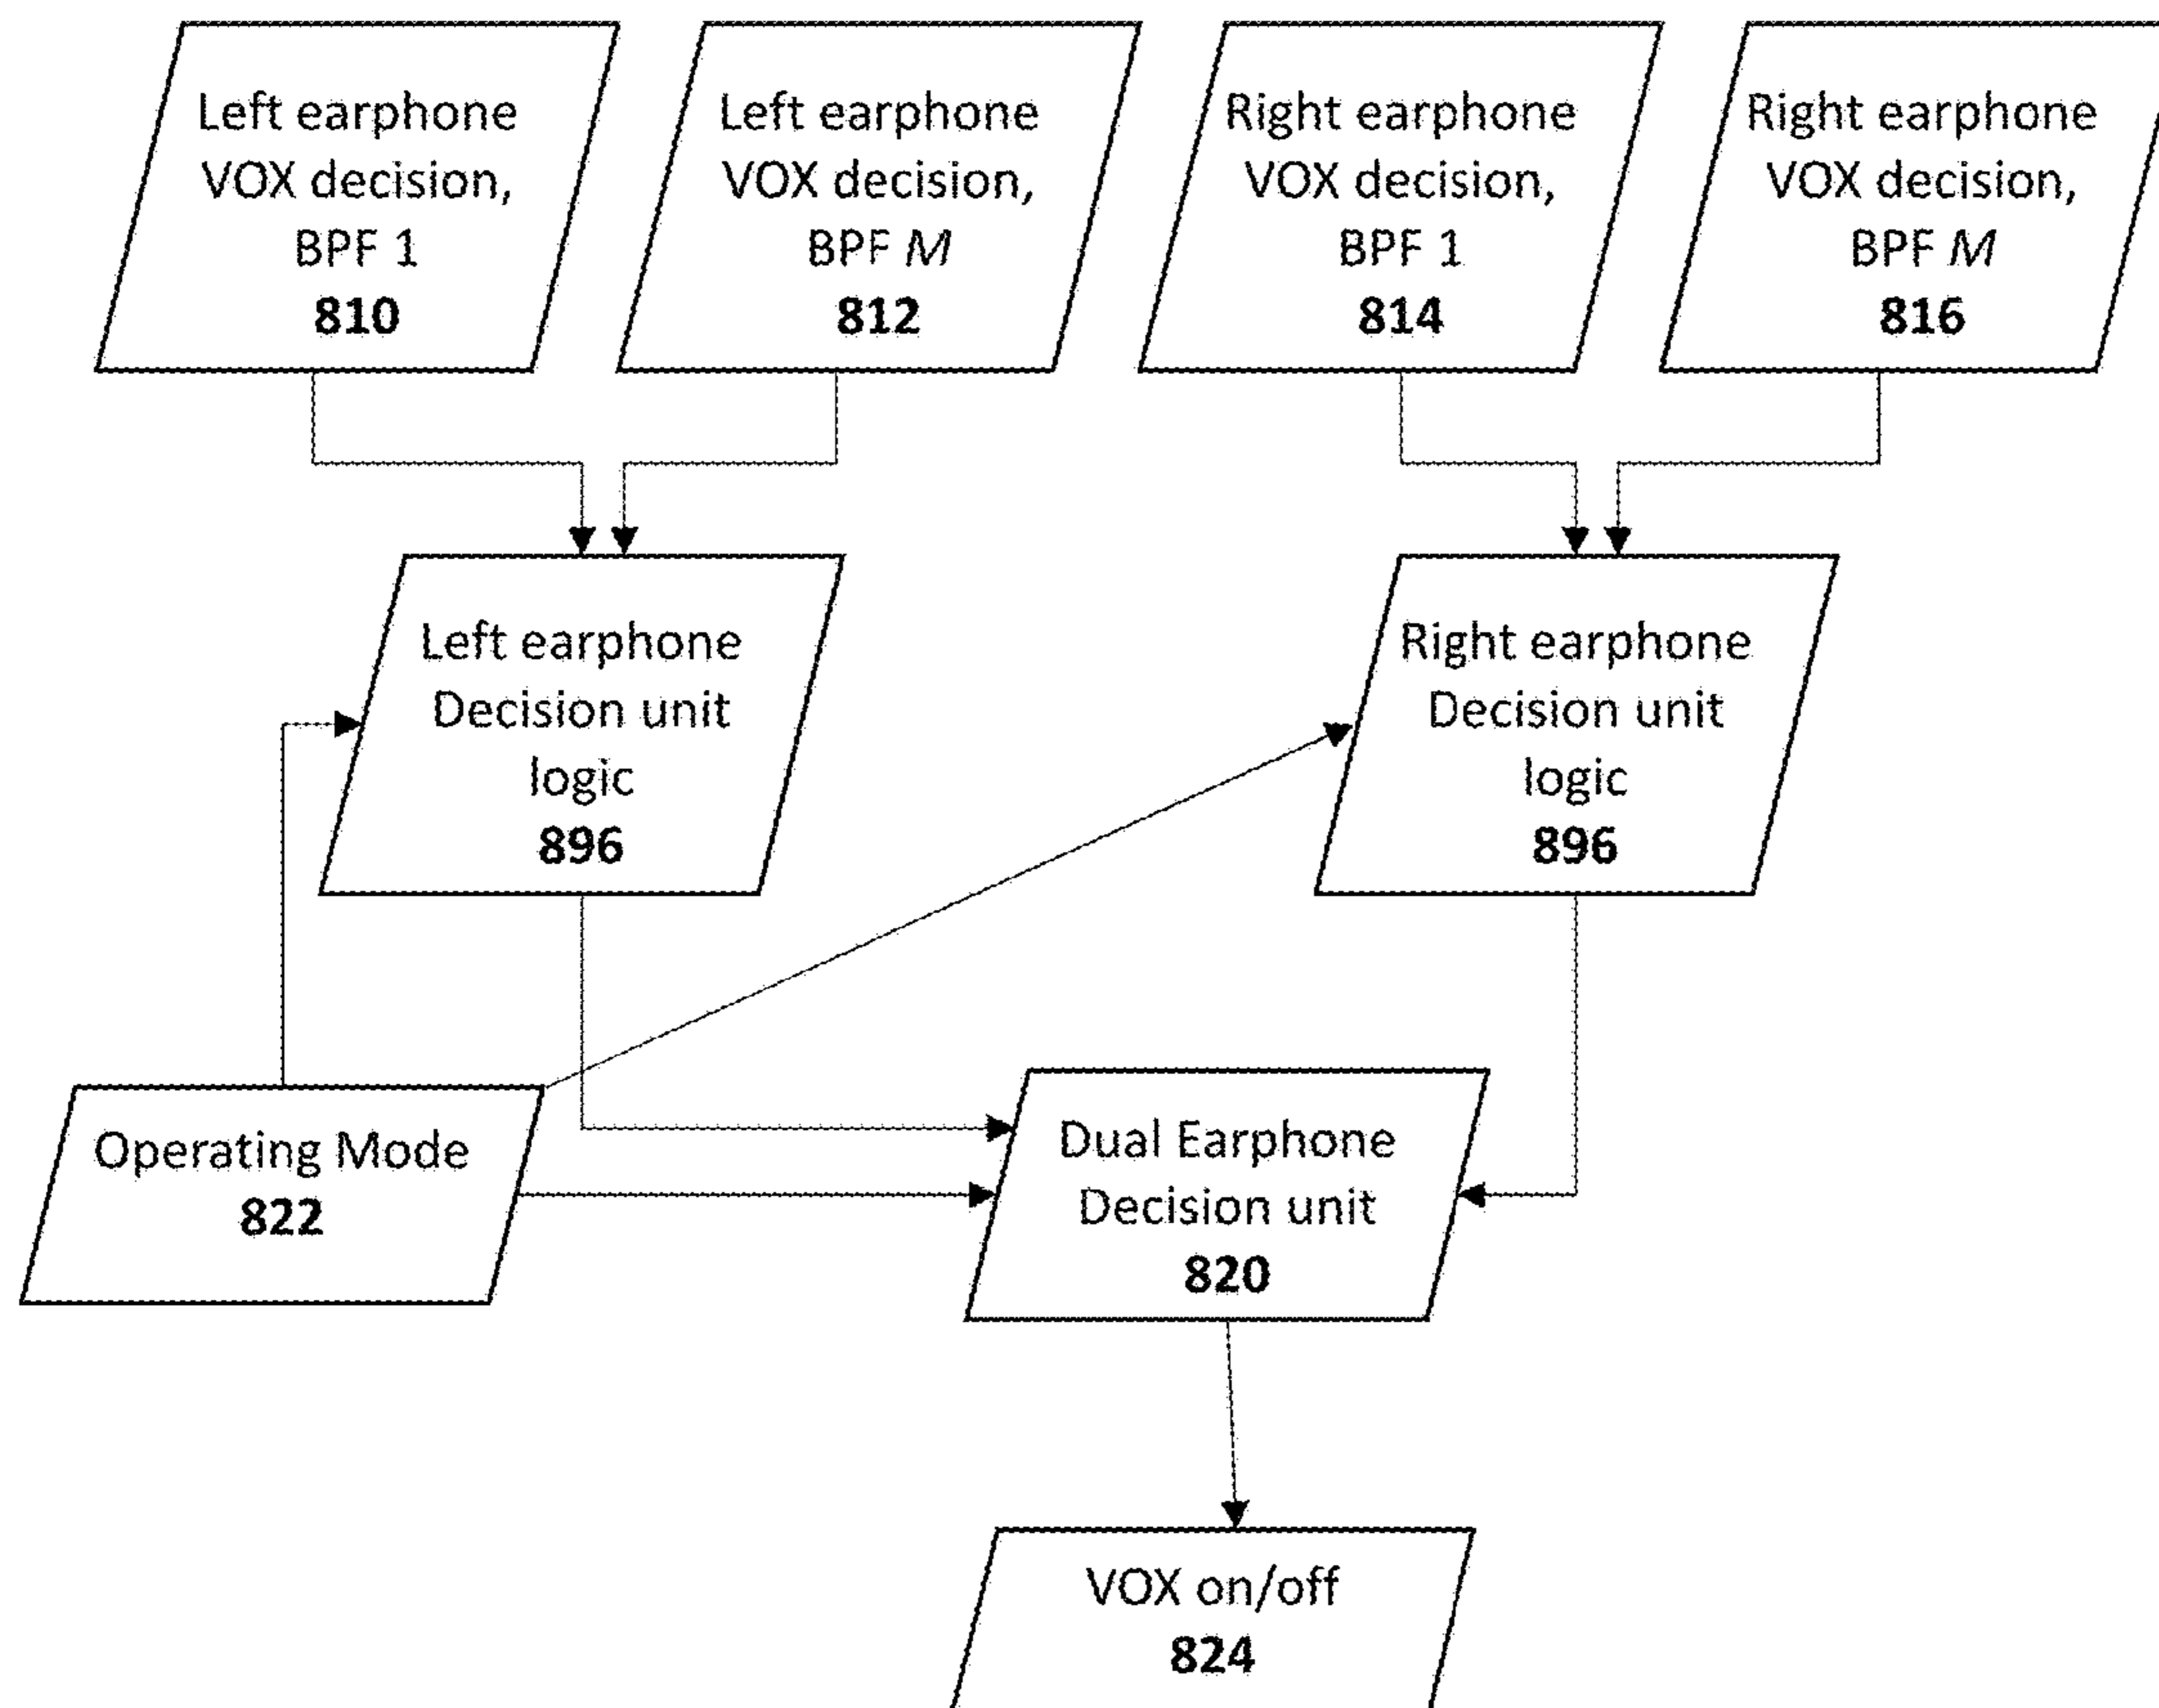 Left earphone
VOX decision,
BPF 1
810
Left earphone
VOX decision,
BPF M
812
Right earphone
VOX decision,
BPF 1
814
Right earphone
VOX decision,
BPF M
816
Left earphone
Decision unit
logic
896
Right earphone
Decision unit
logic
896
Operating Mode
822
Dual Earphone
Decision unit
820
VOX on/off
824